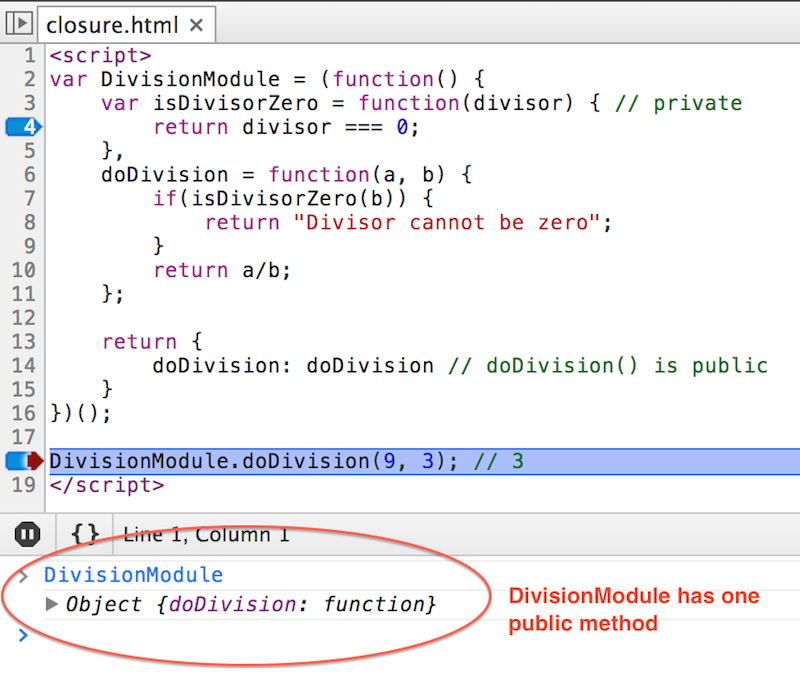 closure.html ×
1 <script>
2 var DivisionModule = (function() {
3     var isDivisorZero = function(divisor) { // private
4         return divisor === 0;
5     },
6     doDivision = function(a, b) {
7         if(isDivisorZero(b)) {
8             return "Divisor cannot be zero";
9         }
10         return a/b;
11     };
12
13     return {
14         doDivision: doDivision // doDivision() is public
15     }
16 })();
17
DivisionModule.doDivision(9, 3); // 3
19 </script>
{} Line 1, Column 1
> DivisionModule
▶ Object {doDivision: function}
>
DivisionModule has one
public method